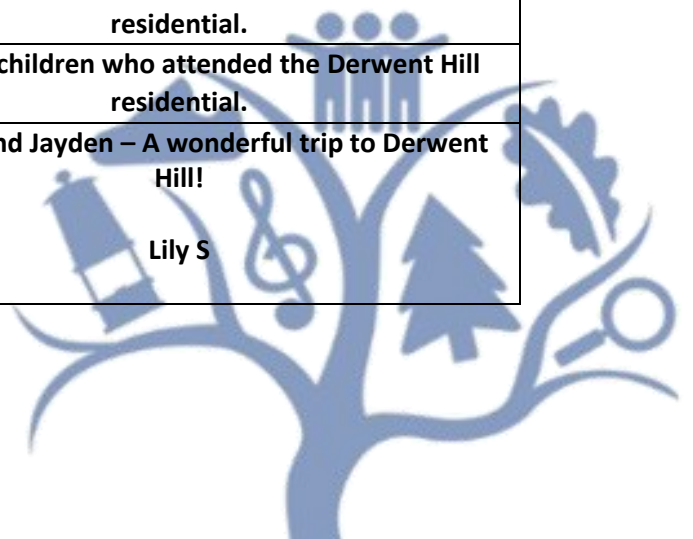 residential.
children who attended the Derwent Hill
residential.
nd Jayden – A wonderful trip to Derwent
Hill!
Lily S